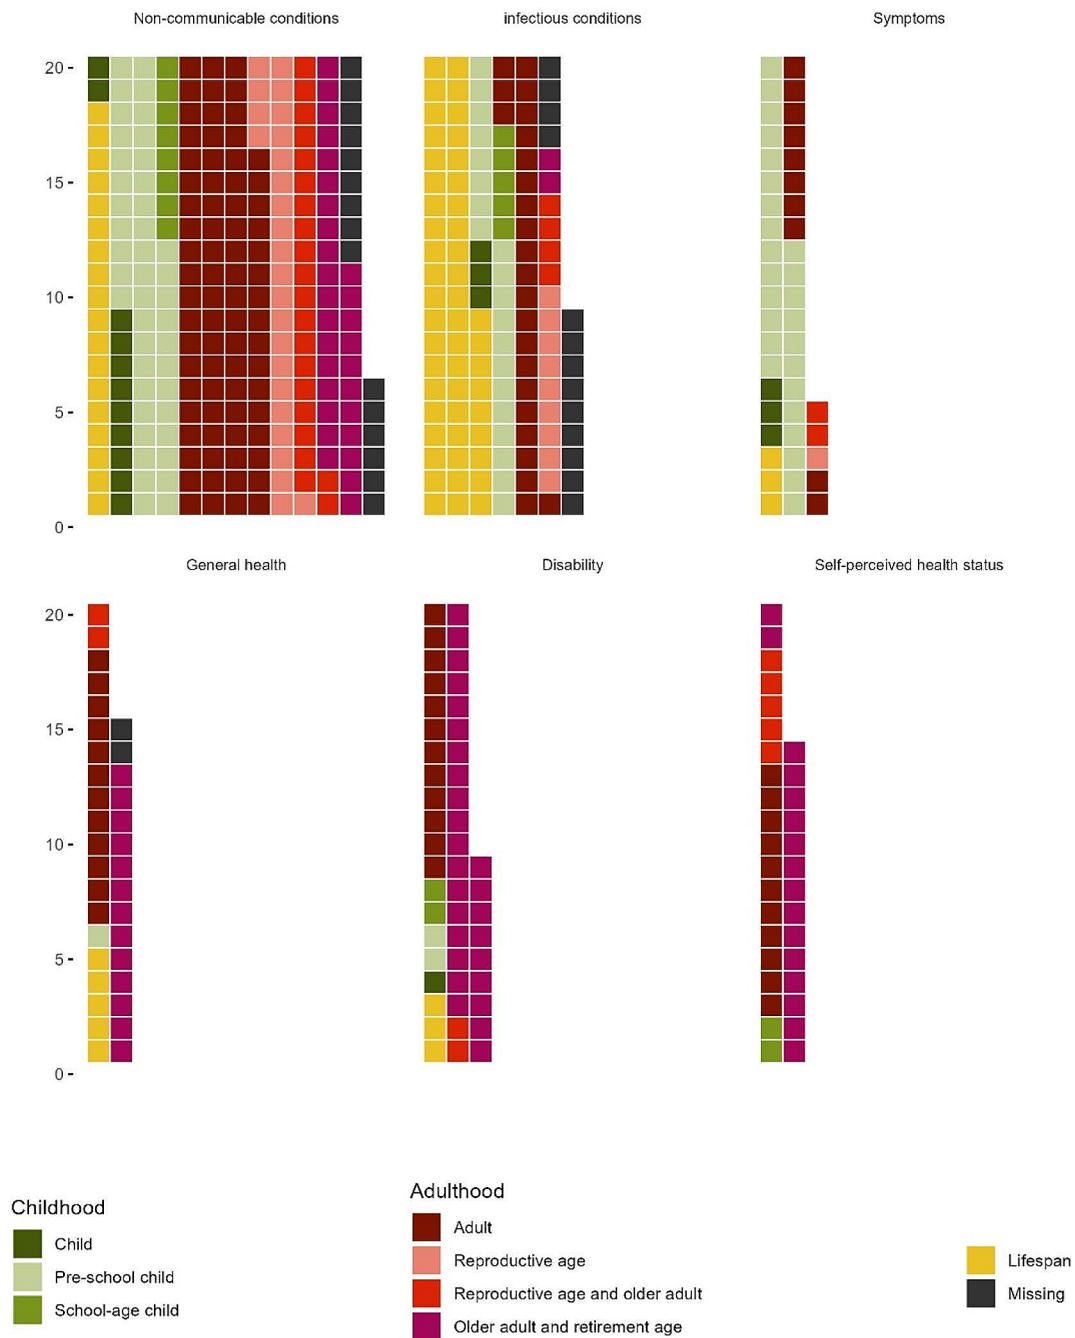 Non-communicable conditions
infectious conditions
Symptoms
20
15
10
5
0
General health
Disability
Self-perceived health status
20
15
10
5
0
Childhood
Child
Pre-school child
School-age child
Adulthood
Adult
Reproductive age
Reproductive age and older adult
Older adult and retirement age
Lifespan
Missing